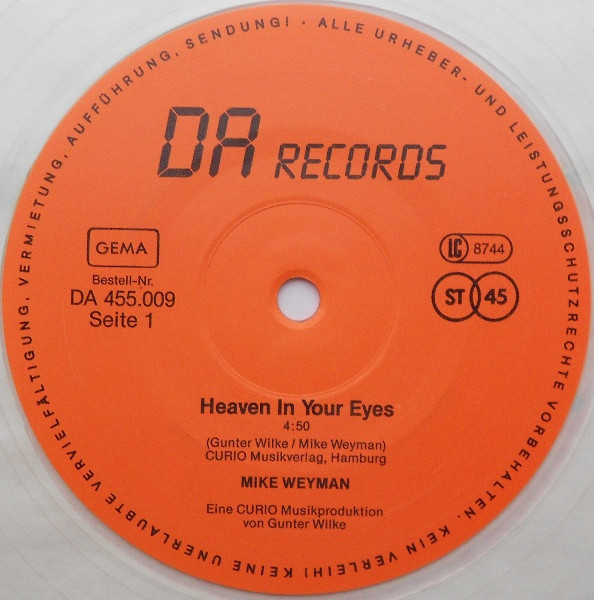 DA RECORDS
GEMA
Bestell-Nr.
DA 455.009
Seite 1
LC 8744
ST 45
Heaven In Your Eyes
4:50
(Gunter Wilke / Mike Weyman)
CURIO Musikverlag, Hamburg
MIKE WEYMAN
Eine CURIO Musikproduktion
von Gunter Wilke
ALLE URHEBER- UND LEISTUNGSSCHUTZRECHTE VORBEHALTEN. KEIN VERLEIH! KEINE UNERLAUBTE VERVIELFÄLTIGUNG, VERMIETUNG, AUFFÜHRUNG, SENDUNG! -